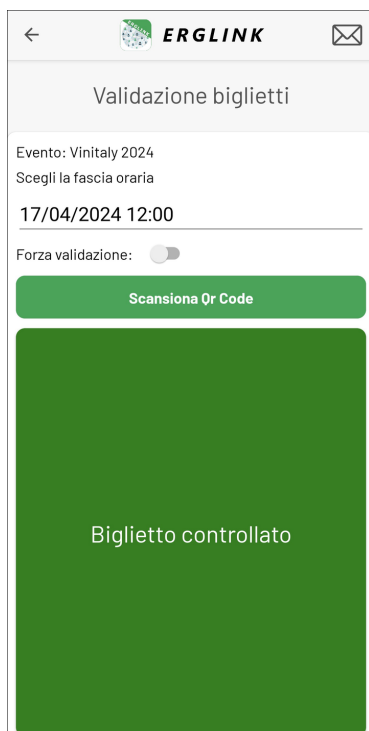 ERGLINK
Validazione biglietti
Evento: Vinitaly 2024
Scegli la fascia oraria
17/04/2024 12:00
Forza validazione:
Scansiona Qr Code
Biglietto controllato